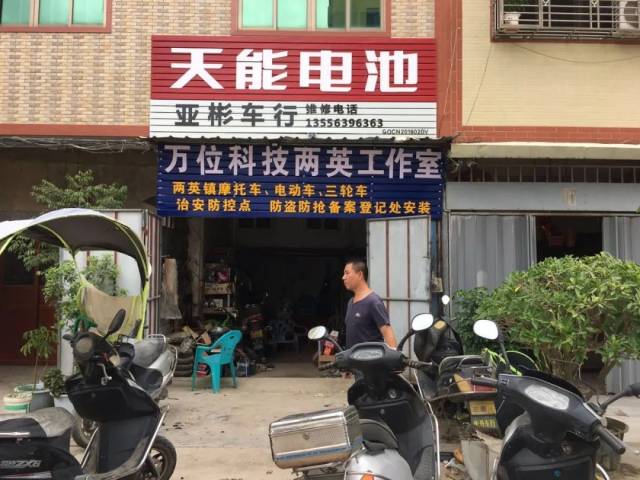 天能电池
亚彬车行 维修电话
13556396363
GQCN2018020V
万位科技两英工作室
两英镇摩托车、电动车、三轮车
治安防控点 防盗防抢备案登记处安装